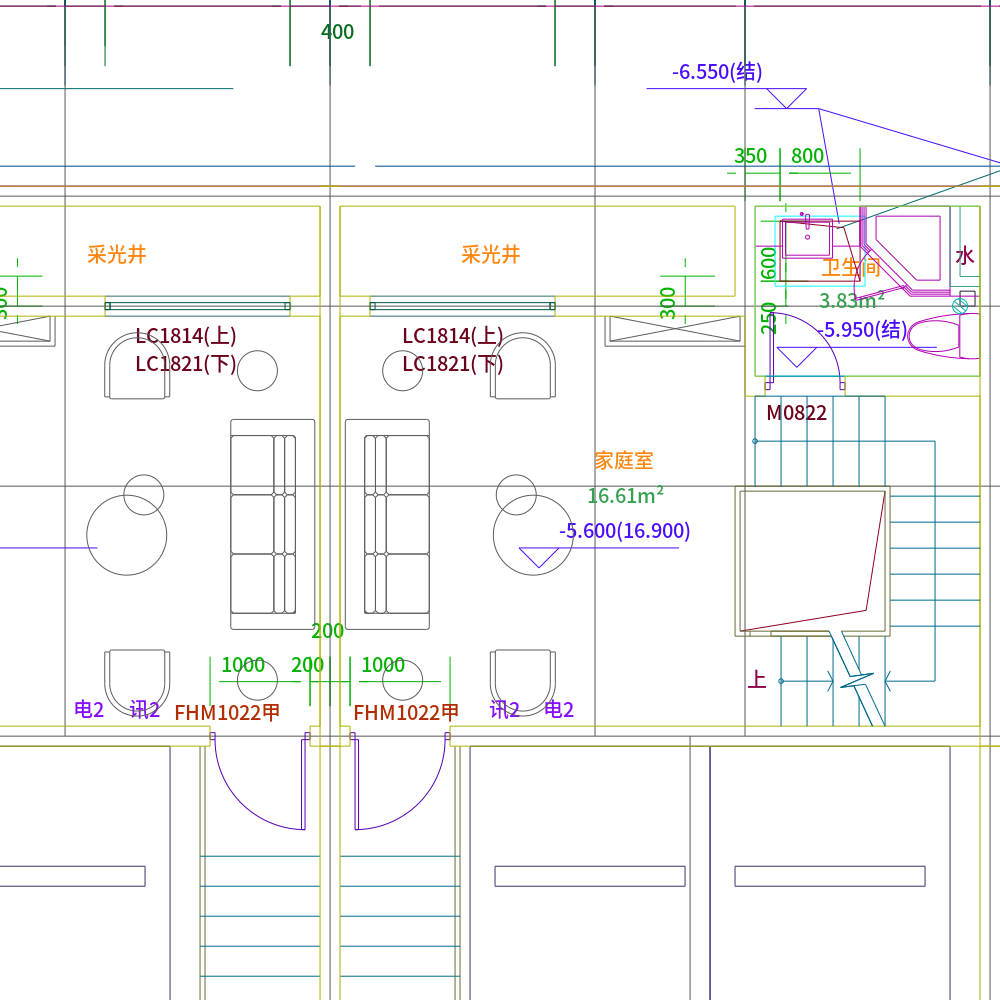 400
-6.550(结)
350
800
采光井
采光井
水
600
卫生间
300
300
3.83m²
250
-5.950(结)
LC1814(上)
LC1821(下)
LC1814(上)
LC1821(下)
M0822
家庭室
16.61m²
-5.600(16.900)
200
1000
200
1000
上
电2
讯2
FHM1022甲
FHM1022甲
讯2
电2